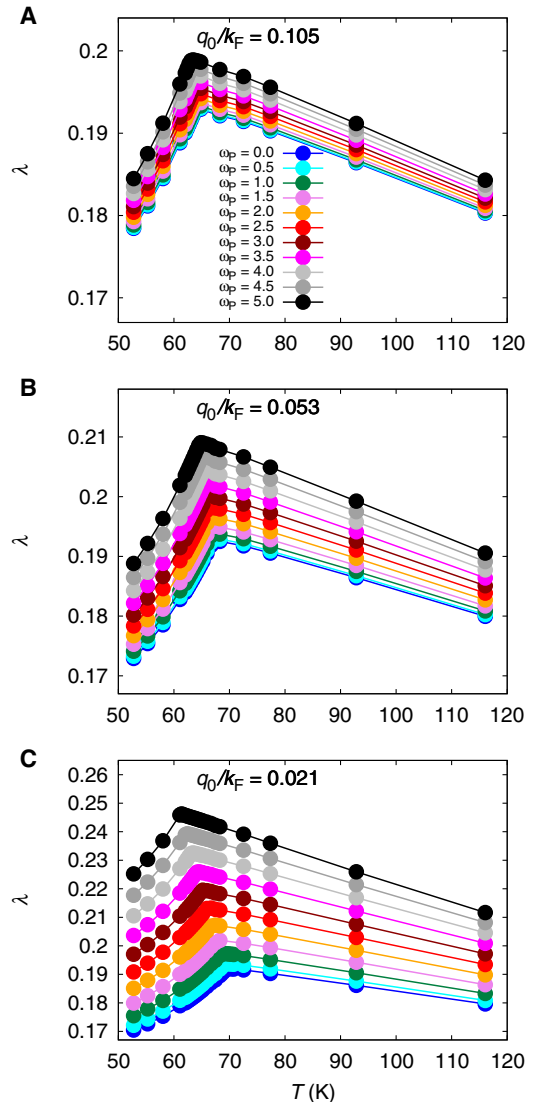 A
q0/kF = 0.105
0.2
0.19
0.18
0.17
λ
ωP = 0.0
ωP = 0.5
ωP = 1.0
ωP = 1.5
ωP = 2.0
ωP = 2.5
ωP = 3.0
ωP = 3.5
ωP = 4.0
ωP = 4.5
ωP = 5.0
50 60 70 80 90 100 110 120
B
q0/kF = 0.053
0.21
0.2
0.19
0.18
0.17
λ
50 60 70 80 90 100 110 120
C
q0/kF = 0.021
0.26
0.25
0.24
0.23
0.22
0.21
0.2
0.19
0.18
0.17
λ
50 60 70 80 90 100 110 120
T (K)